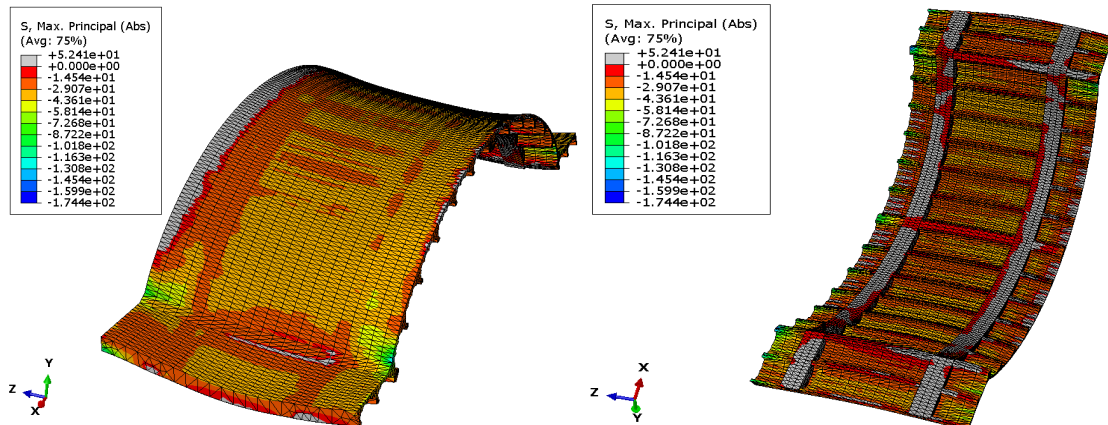 S, Max. Principal (Abs)
(Avg: 75%)
+5.241e+01
+0.000e+00
-1.454e+01
-2.907e+01
-4.361e+01
-5.814e+01
-7.268e+01
-8.722e+01
-1.018e+02
-1.163e+02
-1.308e+02
-1.454e+02
-1.599e+02
-1.744e+02
Y
Z
X
S, Max. Principal (Abs)
(Avg: 75%)
+5.241e+01
+0.000e+00
-1.454e+01
-2.907e+01
-4.361e+01
-5.814e+01
-7.268e+01
-8.722e+01
-1.018e+02
-1.163e+02
-1.308e+02
-1.454e+02
-1.599e+02
-1.744e+02
X
Z
Y